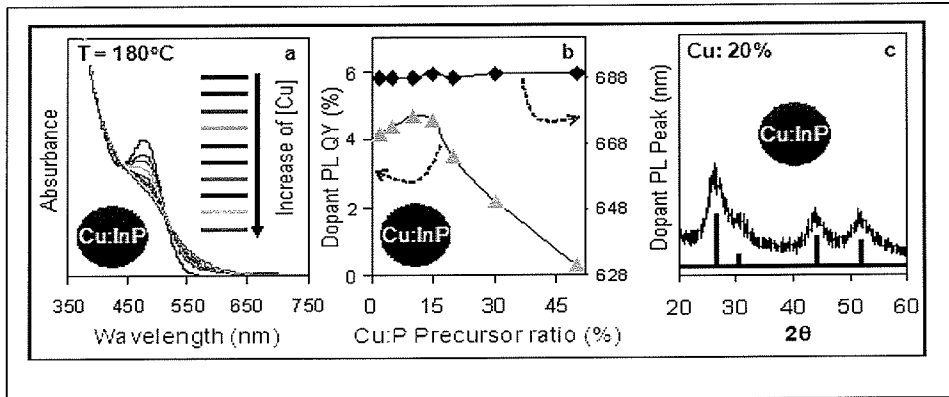 T = 180°C
a
Increase of [Cu]
Absorbance
Cu:InP
350 450 550 650 750
Wavelength (nm)
b
Dopant PL QY (%)
6
4
2
0
688
668
648
628
Dopant PL Peak (nm)
Cu:InP
0 15 30 45
Cu:P Precursor ratio (%)
Cu: 20%
c
Cu:InP
20 30 40 50 60
2θ